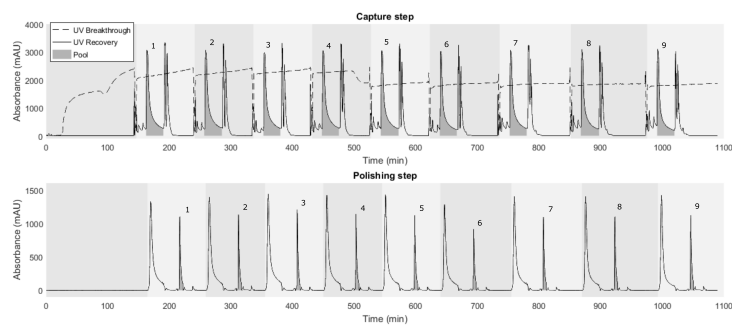 Capture step
UV Breakthrough
UV Recovery
Pool
1 2 3 4 5 6 7 8 9
Absorbance (mAU)
4000
3000
2000
1000
0
0 100 200 300 400 500 600 700 800 900 1000 1100
Time (min)
Polishing step
1 2 3 4 5 6 7 8 9
Absorbance (mAU)
1500
1000
500
0
0 100 200 300 400 500 600 700 800 900 1000 1100
Time (min)